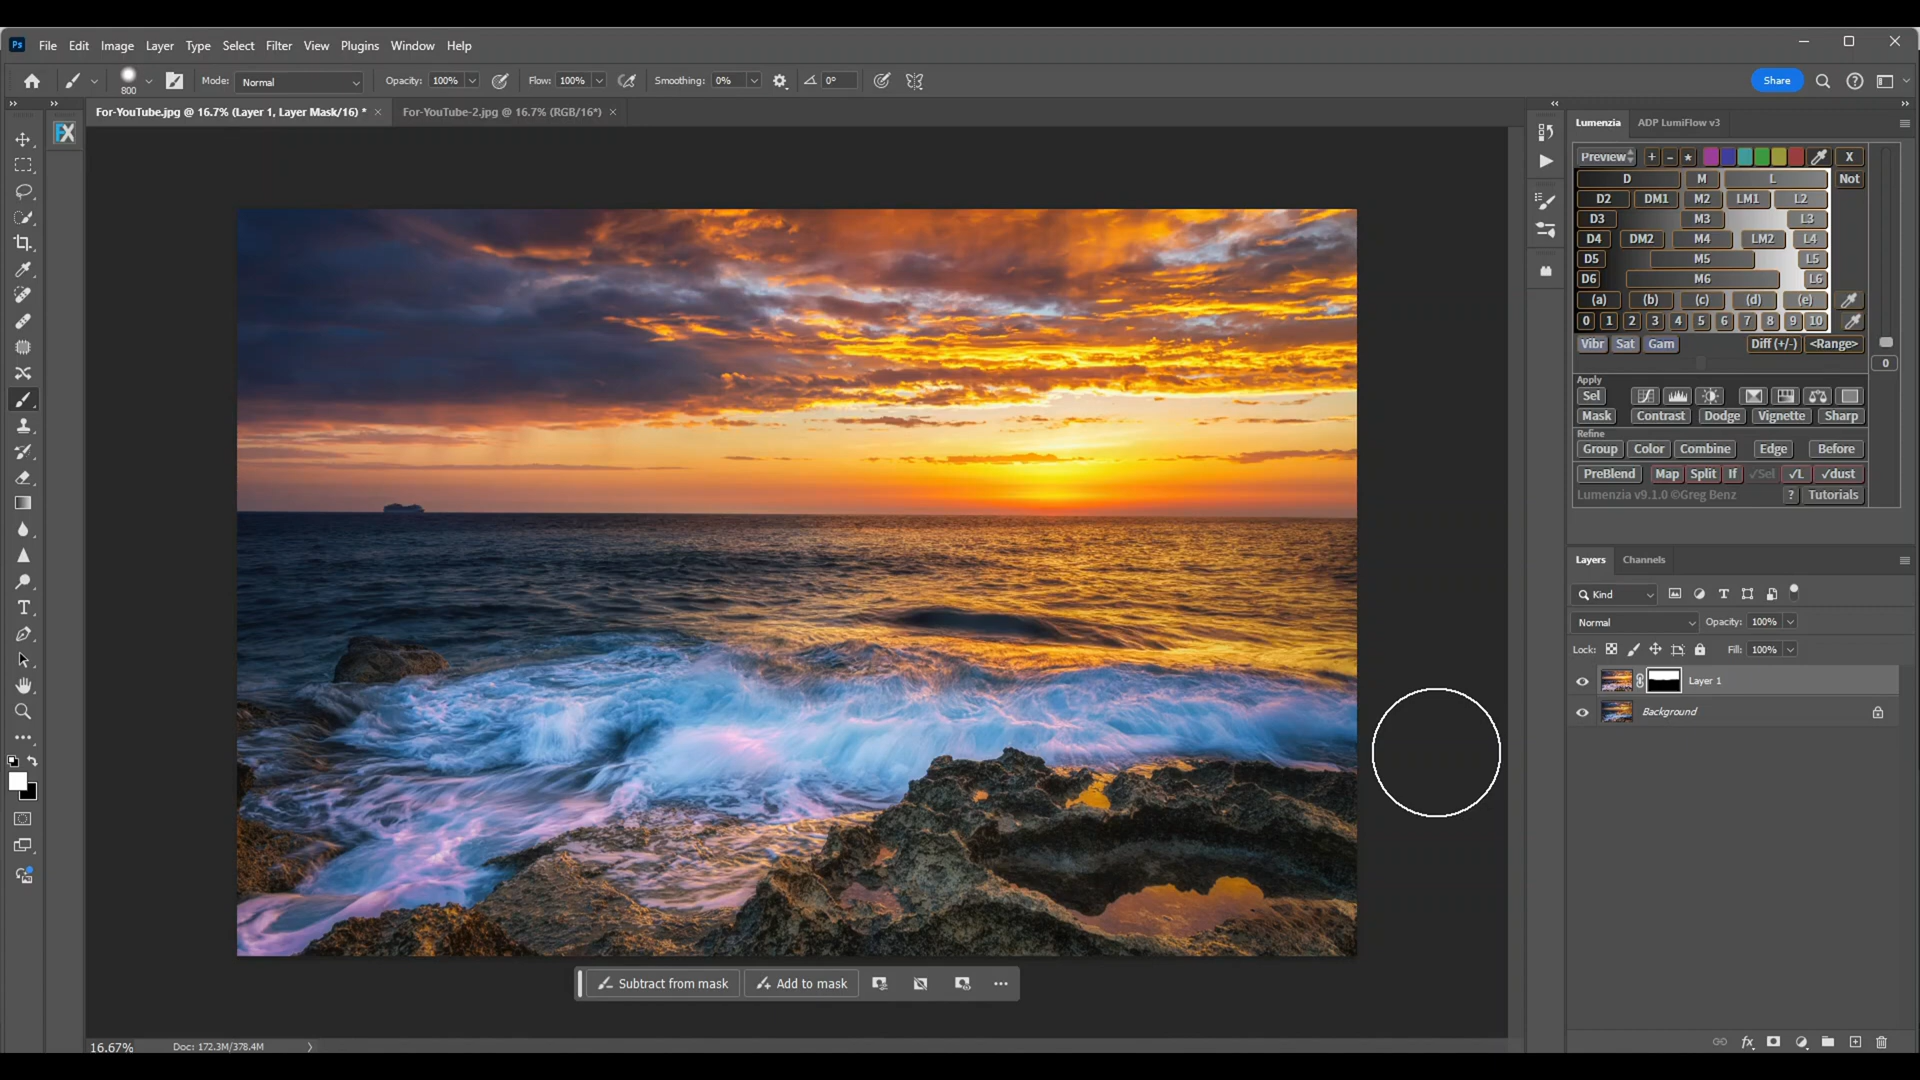 Ps File Edit Image Layer Type Select Filter View Plugins Window Help
800 Mode: Normal Opacity: 100% Flow: 100% Smoothing: 0% 0° Share
For-YouTube.jpg @ 16.7% (Layer 1, Layer Mask/16) * × For-YouTube-2.jpg @ 16.7% (RGB/16*) ×
FX
Lumenzia ADP LumiFlow v3
Preview + - * X
D M L Not
D2 DM1 M2 LM1 L2
D3 M3 L3
D4 DM2 M4 LM2 L4
D5 M5 L5
D6 M6 L6
(a) (b) (c) (d) (e)
0 1 2 3 4 5 6 7 8 9 10
Vibr Sat Gam Diff (+/-) <Range>
0
Apply
Sel
Mask Contrast Dodge Vignette Sharp
Refine
Group Color Combine Edge Before
PreBlend Map Split If √Sel √L √dust
Lumenzia v9.1.0 ©Greg Benz ? Tutorials
Layers Channels
Kind
Normal Opacity: 100%
Lock: Fill: 100%
Layer 1
Background
Subtract from mask Add to mask
16.67% Doc: 172.3M/378.4M